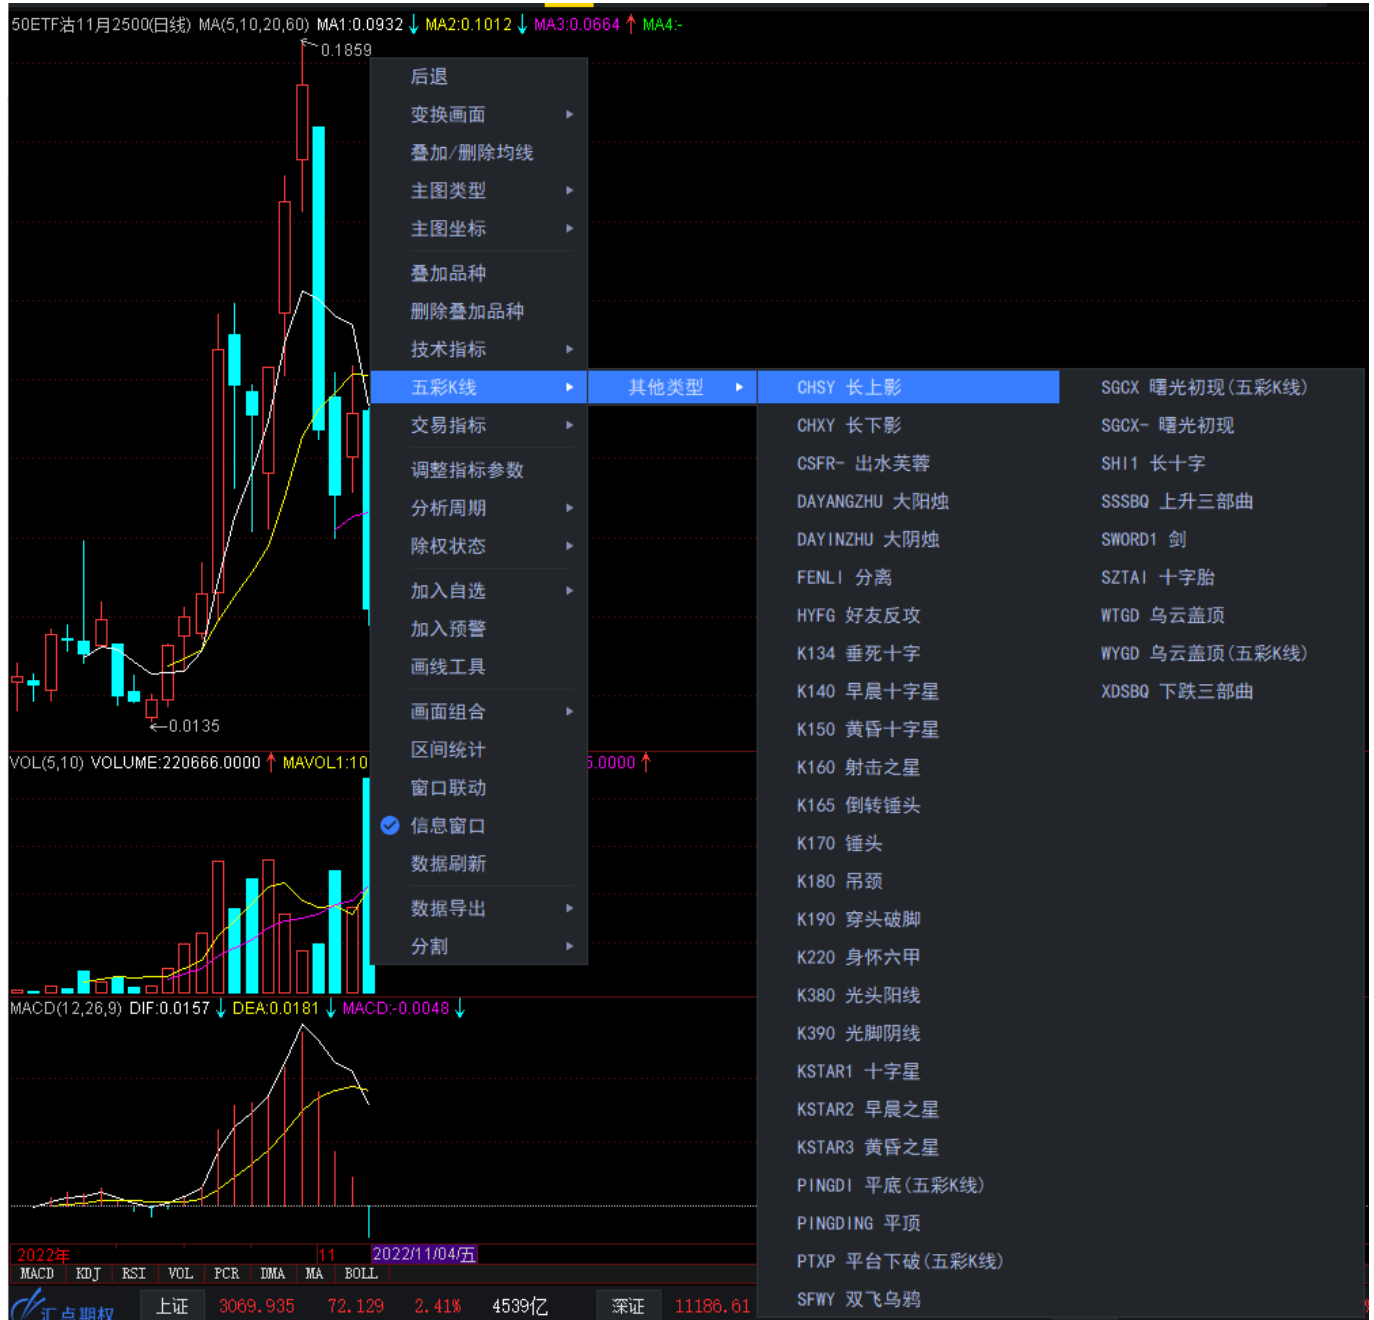 50ETF沽11月2500(日线) MA(5,10,20,60) MA1:0.0932 ↓ MA2:0.1012 ↓ MA3:0.0664 ↑ MA4:-
0.1859
后退
变换画面
叠加/删除均线
主图类型
主图坐标
叠加品种
删除叠加品种
技术指标
五彩K线 其他类型 CHSY 长上影 SGCX 曙光初现(五彩K线)
交易指标 CHXY 长下影 SGCX- 曙光初现
调整指标参数 CSFR- 出水芙蓉 SHI1 长十字
分析周期 DAYANGZHU 大阳烛 SSSBQ 上升三部曲
除权状态 DAYINZHU 大阴烛 SWORD1 剑
加入自选 FENLI 分离 SZTAI 十字胎
加入预警 HYFG 好友反攻 WTGD 乌云盖顶
画线工具 K134 垂死十字 WYGD 乌云盖顶(五彩K线)
画面组合 K140 早晨十字星 XDSBQ 下跌三部曲
←0.0135
K150 黄昏十字星
区间统计
VOL(5,10) VOLUME:220666.0000 ↑ MAVOL1:10 5.0000 ↑
K160 射击之星
窗口联动
K165 倒转锤头
信息窗口
K170 锤头
数据刷新
K180 吊颈
数据导出
K190 穿头破脚
分割
K220 身怀六甲
K380 光头阳线
MACD(12,26,9) DIF:0.0157 ↓ DEA:0.0181 ↓ MACD:-0.0048 ↓
K390 光脚阴线
KSTAR1 十字星
KSTAR2 早晨之星
KSTAR3 黄昏之星
PINGDI 平底(五彩K线)
PINGDING 平顶
2022年 11 2022/11/04/五
PTXP 平台下破(五彩K线)
MACD KDJ RSI VOL PCR DMA MA BOLL
SFWY 双飞乌鸦
汇点期权 上证 3069.935 72.129 2.41% 4539亿 深证 11186.61